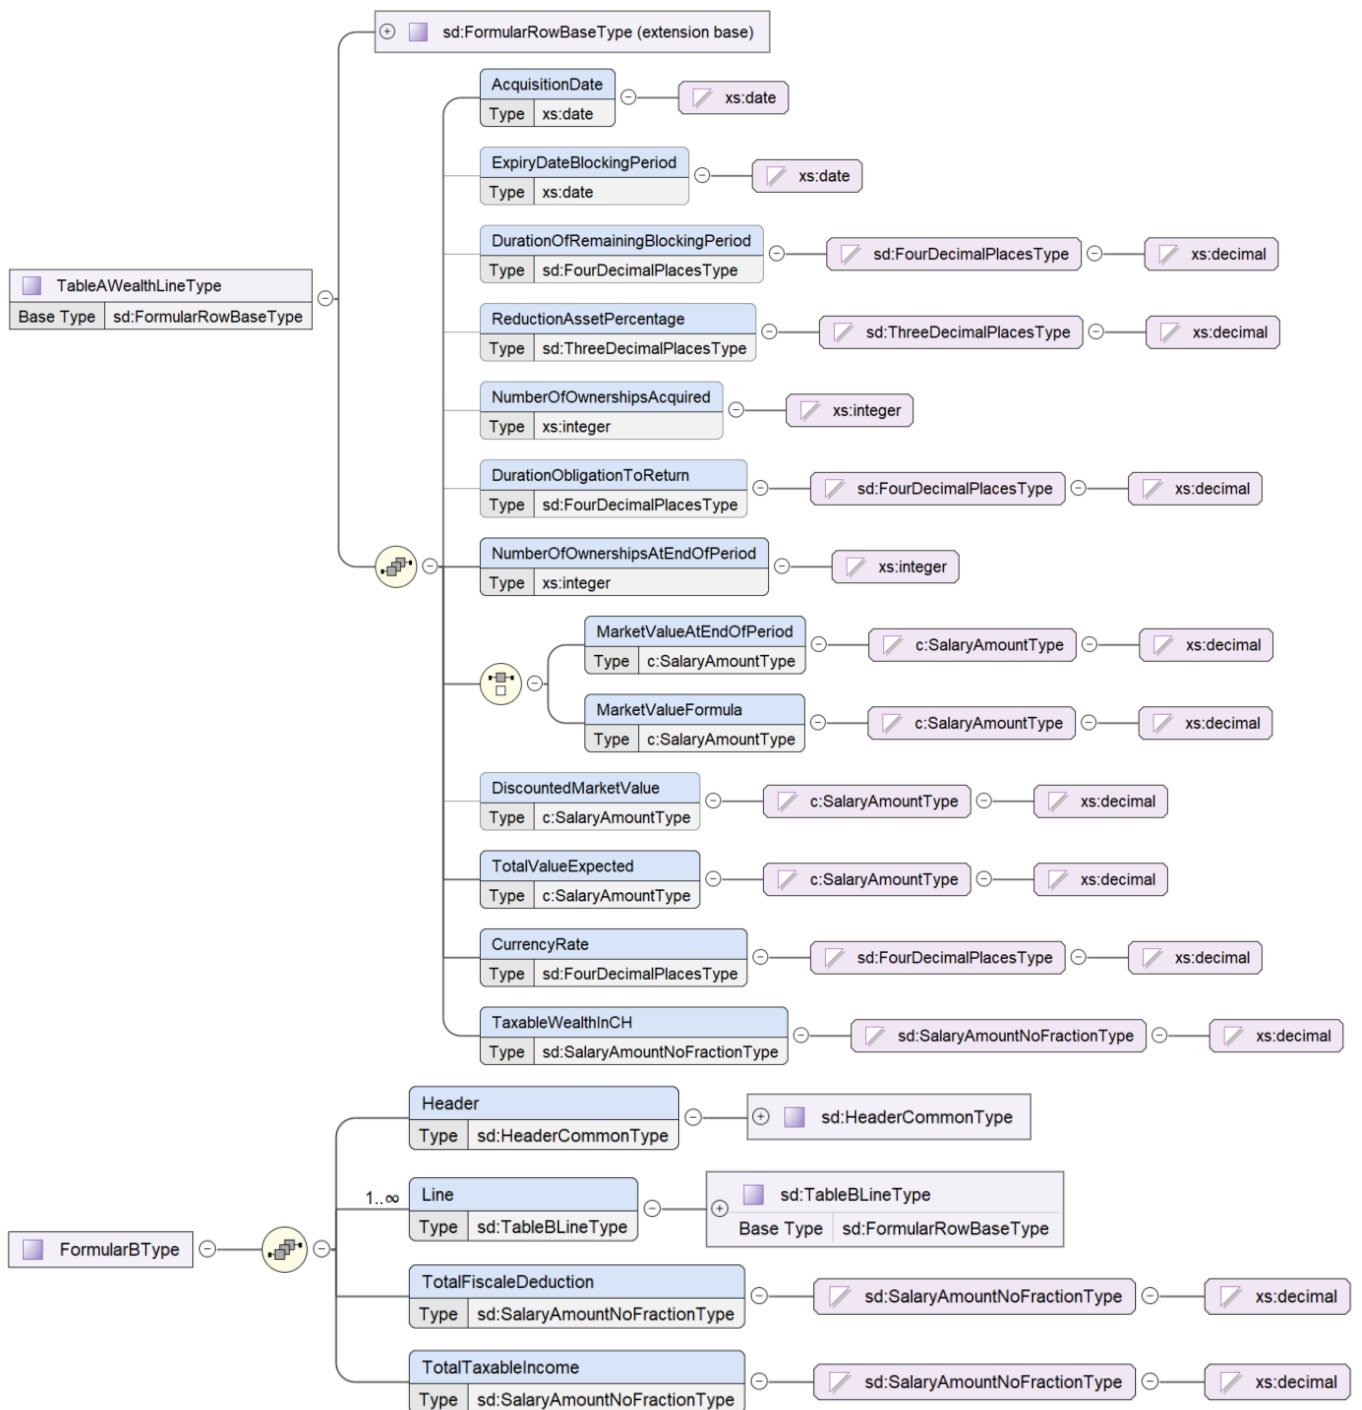 sd:FormularRowBaseType (extension base)
AcquisitionDate
Type xs:date
xs:date
ExpiryDateBlockingPeriod
Type xs:date
xs:date
DurationOfRemainingBlockingPeriod
Type sd:FourDecimalPlacesType
sd:FourDecimalPlacesType
xs:decimal
TableAWealthLineType
Base Type sd:FormularRowBaseType
ReductionAssetPercentage
Type sd:ThreeDecimalPlacesType
sd:ThreeDecimalPlacesType
xs:decimal
NumberOfOwnershipsAcquired
Type xs:integer
xs:integer
DurationObligationToReturn
Type sd:FourDecimalPlacesType
sd:FourDecimalPlacesType
xs:decimal
NumberOfOwnershipsAtEndOfPeriod
Type xs:integer
xs:integer
MarketValueAtEndOfPeriod
Type c:SalaryAmountType
c:SalaryAmountType
xs:decimal
MarketValueFormula
Type c:SalaryAmountType
c:SalaryAmountType
xs:decimal
DiscountedMarketValue
Type c:SalaryAmountType
c:SalaryAmountType
xs:decimal
TotalValueExpected
Type c:SalaryAmountType
c:SalaryAmountType
xs:decimal
CurrencyRate
Type sd:FourDecimalPlacesType
sd:FourDecimalPlacesType
xs:decimal
TaxableWealthInCH
Type sd:SalaryAmountNoFractionType
sd:SalaryAmountNoFractionType
xs:decimal
Header
Type sd:HeaderCommonType
sd:HeaderCommonType
1..∞
Line
Type sd:TableBLineType
sd:TableBLineType
Base Type sd:FormularRowBaseType
FormularBType
TotalFiscaleDeduction
Type sd:SalaryAmountNoFractionType
sd:SalaryAmountNoFractionType
xs:decimal
TotalTaxableIncome
Type sd:SalaryAmountNoFractionType
sd:SalaryAmountNoFractionType
xs:decimal